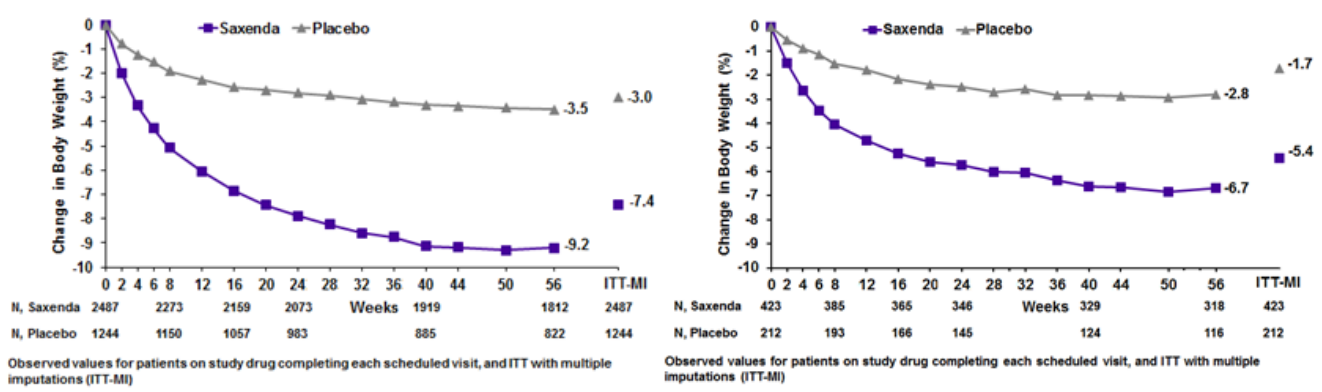 Saxenda Placebo
Change in Body Weight (%)
0
-1
-2
-3
-4
-5
-6
-7
-8
-9
-10
-3.5
-3.0
-7.4
-9.2
0 2 4 6 8 12 16 20 24 28 32 36 40 44 50 56 ITT-MI
Weeks
N, Saxenda 2487 2273 2159 2073 1919 1812 2487
N, Placebo 1244 1150 1057 983 885 822 1244
Observed values for patients on study drug completing each scheduled visit, and ITT with multiple
imputations (ITT-MI)
Saxenda Placebo
Change in Body Weight (%)
0
-1
-2
-3
-4
-5
-6
-7
-8
-9
-10
-1.7
-2.8
-5.4
-6.7
0 2 4 6 8 12 16 20 24 28 32 36 40 44 50 56 ITT-MI
Weeks
N, Saxenda 423 385 365 346 329 318 423
N, Placebo 212 193 166 145 124 116 212
Observed values for patients on study drug completing each scheduled visit, and ITT with multiple
imputations (ITT-MI)